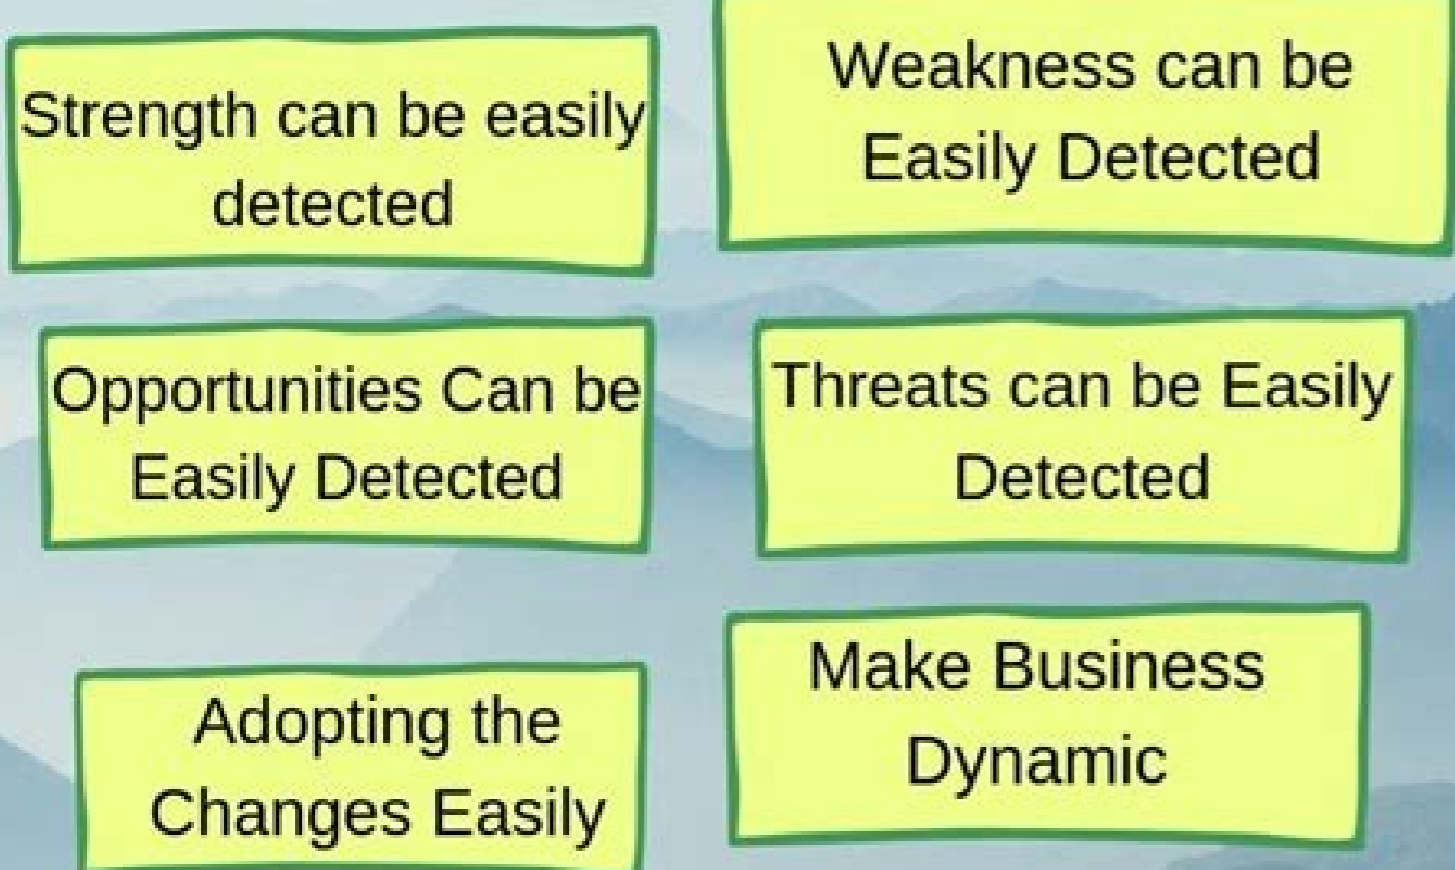 Strength can be easily
detected
Weakness can be
Easily Detected
Opportunities Can be
Easily Detected
Threats can be Easily
Detected
Adopting the
Changes Easily
Make Business
Dynamic